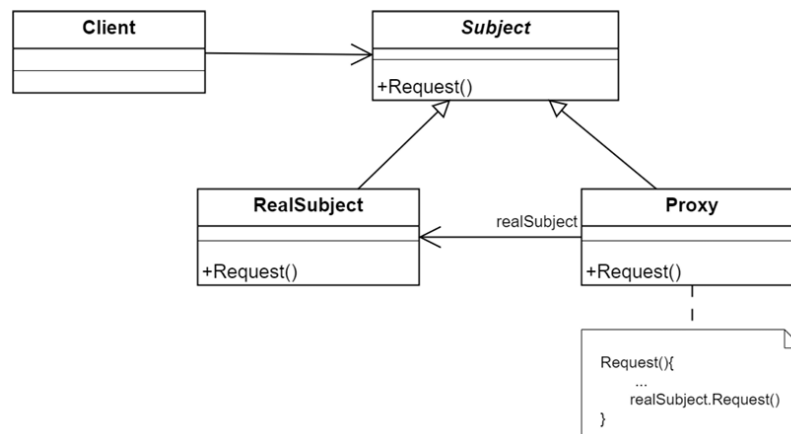 Client
Subject
+Request()
RealSubject
realSubject
Proxy
+Request()
+Request()
Request(){
...
realSubject.Request()
}